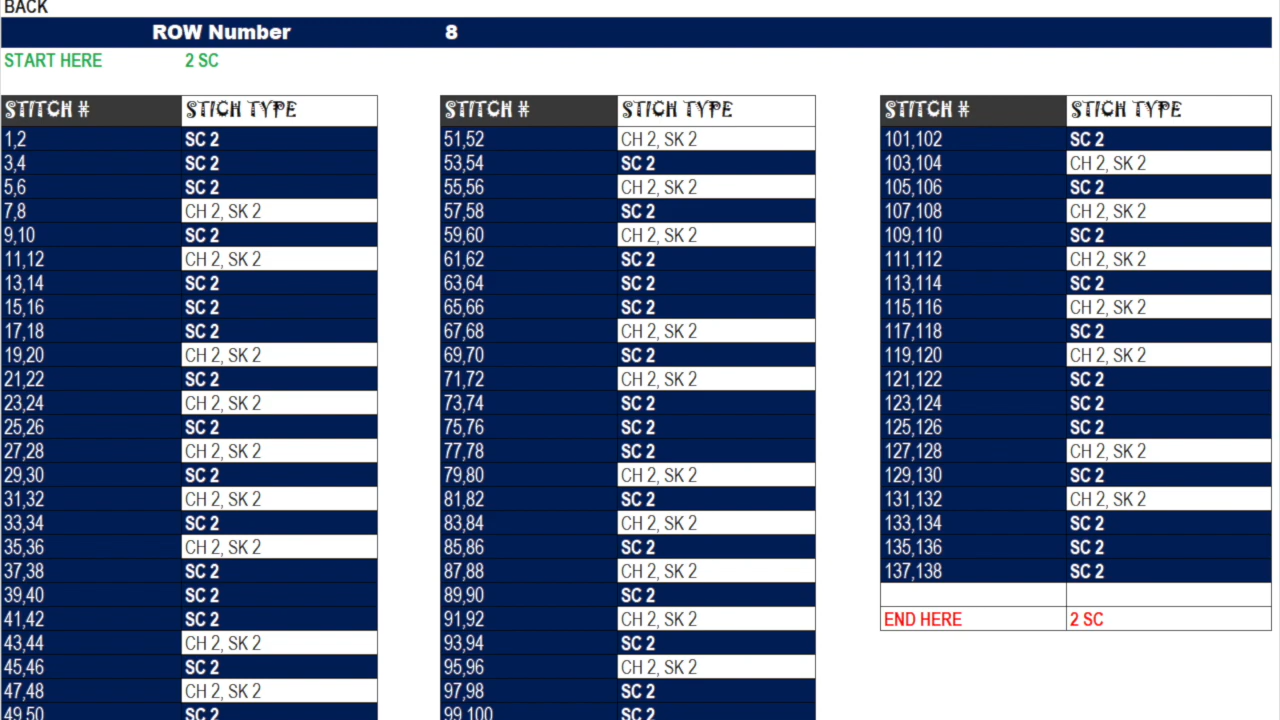 BACK
ROW Number 8
START HERE 2 SC
STITCH # STICH TYPE
1,2 SC 2
3,4 SC 2
5,6 SC 2
7,8 CH 2, SK 2
9,10 SC 2
11,12 CH 2, SK 2
13,14 SC 2
15,16 SC 2
17,18 SC 2
19,20 CH 2, SK 2
21,22 SC 2
23,24 CH 2, SK 2
25,26 SC 2
27,28 CH 2, SK 2
29,30 SC 2
31,32 CH 2, SK 2
33,34 SC 2
35,36 CH 2, SK 2
37,38 SC 2
39,40 SC 2
41,42 SC 2
43,44 CH 2, SK 2
45,46 SC 2
47,48 CH 2, SK 2
49,50 SC 2
STITCH # STICH TYPE
51,52 CH 2, SK 2
53,54 SC 2
55,56 CH 2, SK 2
57,58 SC 2
59,60 CH 2, SK 2
61,62 SC 2
63,64 SC 2
65,66 SC 2
67,68 CH 2, SK 2
69,70 SC 2
71,72 CH 2, SK 2
73,74 SC 2
75,76 SC 2
77,78 SC 2
79,80 CH 2, SK 2
81,82 SC 2
83,84 CH 2, SK 2
85,86 SC 2
87,88 CH 2, SK 2
89,90 SC 2
91,92 CH 2, SK 2
93,94 SC 2
95,96 CH 2, SK 2
97,98 SC 2
99,100 SC 2
STITCH # STICH TYPE
101,102 SC 2
103,104 CH 2, SK 2
105,106 SC 2
107,108 CH 2, SK 2
109,110 SC 2
111,112 CH 2, SK 2
113,114 SC 2
115,116 CH 2, SK 2
117,118 SC 2
119,120 CH 2, SK 2
121,122 SC 2
123,124 SC 2
125,126 SC 2
127,128 CH 2, SK 2
129,130 SC 2
131,132 CH 2, SK 2
133,134 SC 2
135,136 SC 2
137,138 SC 2
END HERE 2 SC